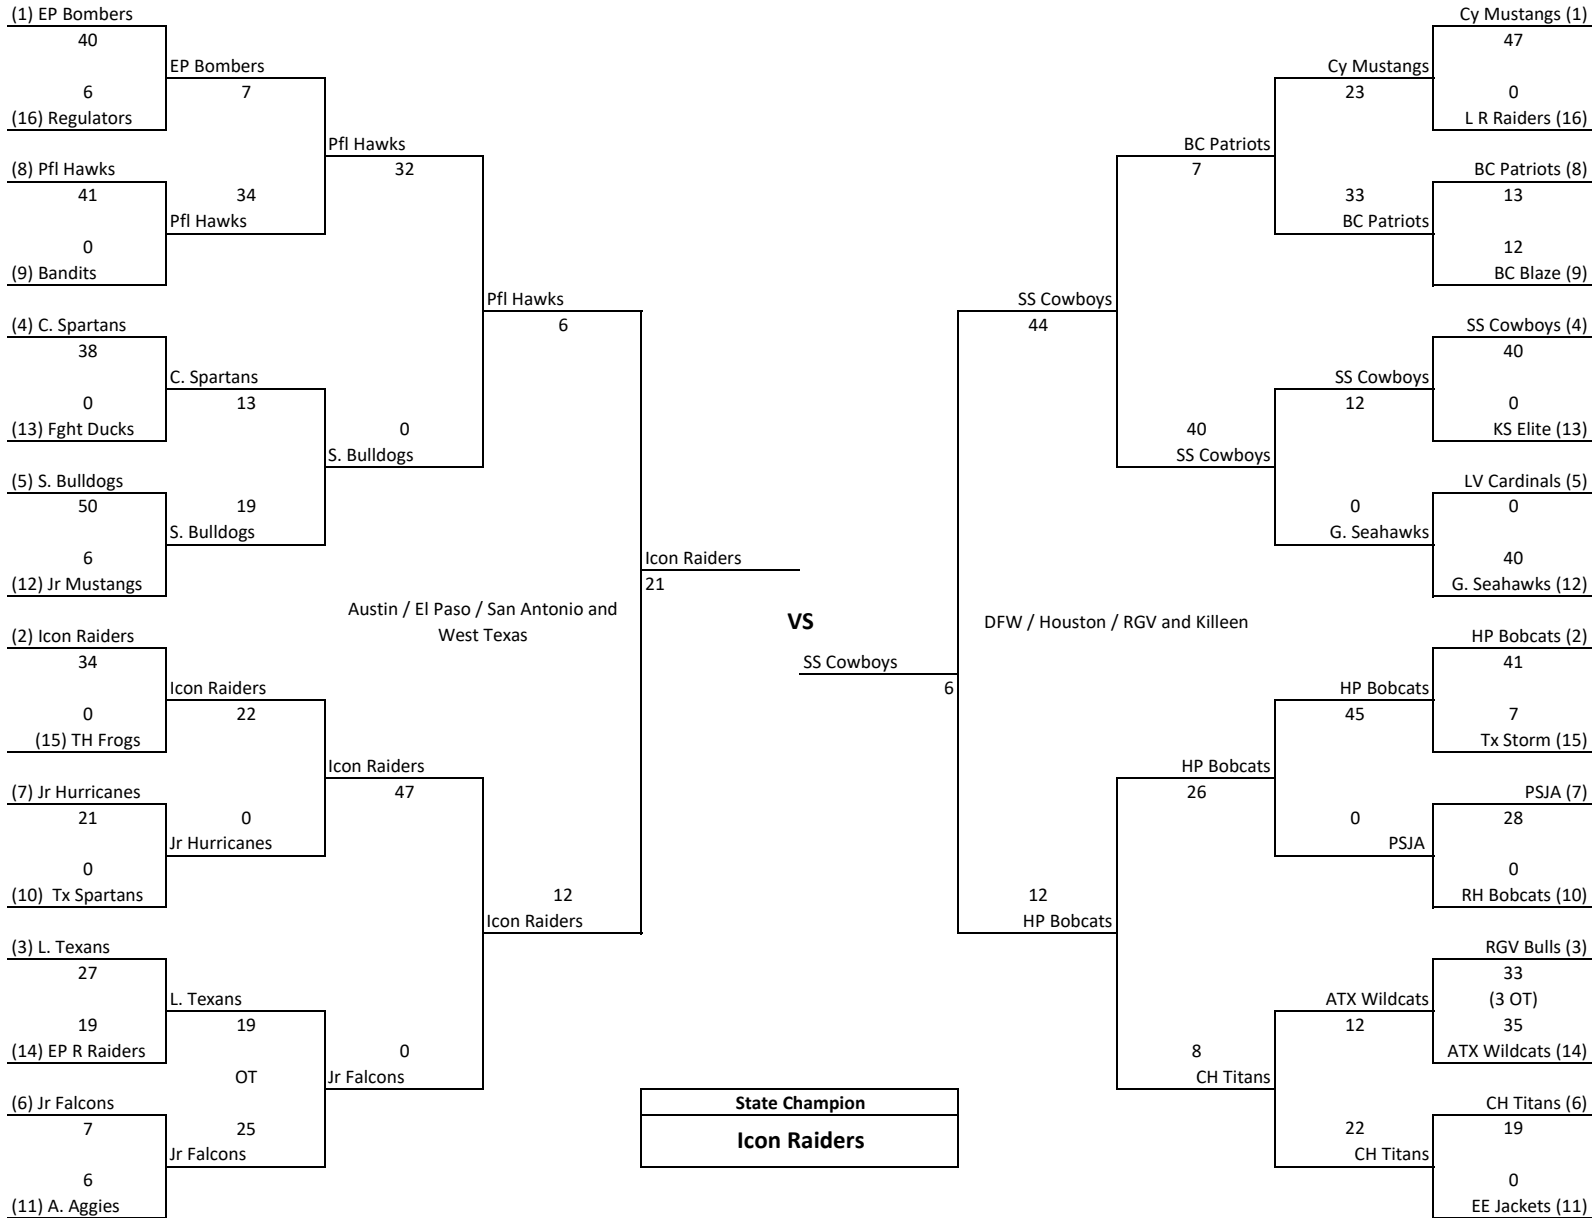 (1) EP Bombers
40
6
(16) Regulators
(8) Pfl Hawks
41
0
(9) Bandits
(4) C. Spartans
38
0
(13) Fght Ducks
(5) S. Bulldogs
50
6
(12) Jr Mustangs
(2) Icon Raiders
34
0
(15) TH Frogs
(7) Jr Hurricanes
21
0
(10) Tx Spartans
(3) L. Texans
27
19
(14) EP R Raiders
(6) Jr Falcons
7
6
(11) A. Aggies
EP Bombers
7
34
Pfl Hawks
C. Spartans
13
19
S. Bulldogs
Icon Raiders
22
0
Jr Hurricanes
L. Texans
19
OT
25
Jr Falcons
Pfl Hawks
32
0
S. Bulldogs
Icon Raiders
47
0
Jr Falcons
Pfl Hawks
6
12
Icon Raiders
Austin / El Paso / San Antonio and
West Texas
Icon Raiders
21
VS
SS Cowboys
6
State Champion
Icon Raiders
DFW / Houston / RGV and Killeen
SS Cowboys
44
12
HP Bobcats
BC Patriots
7
40
SS Cowboys
HP Bobcats
26
8
CH Titans
Cy Mustangs
23
33
BC Patriots
SS Cowboys
12
0
G. Seahawks
HP Bobcats
45
0
PSJA
ATX Wildcats
12
22
CH Titans
Cy Mustangs (1)
47
0
L R Raiders (16)
BC Patriots (8)
13
12
BC Blaze (9)
SS Cowboys (4)
40
0
KS Elite (13)
LV Cardinals (5)
0
40
G. Seahawks (12)
HP Bobcats (2)
41
7
Tx Storm (15)
PSJA (7)
28
0
RH Bobcats (10)
RGV Bulls (3)
33
(3 OT)
35
ATX Wildcats (14)
CH Titans (6)
19
0
EE Jackets (11)